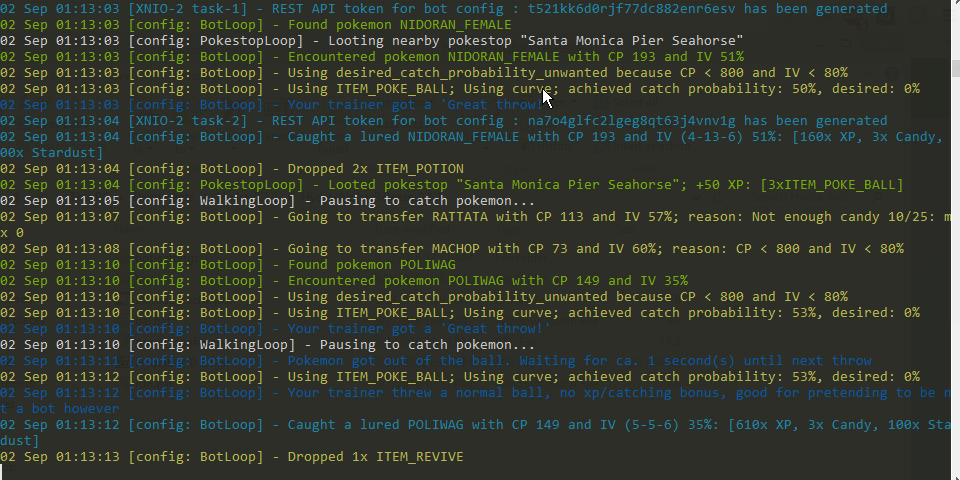 02 Sep 01:13:03 [XNIO-2 task-1] - REST API token for bot config : t521kk6d0rjf77dc882enr6esv has been generated
02 Sep 01:13:03 [config: BotLoop] - Found pokemon NIDORAN_FEMALE
02 Sep 01:13:03 [config: PokestopLoop] - Looting nearby pokestop "Santa Monica Pier Seahorse"
02 Sep 01:13:03 [config: BotLoop] - Encountered pokemon NIDORAN_FEMALE with CP 193 and IV 51%
02 Sep 01:13:03 [config: BotLoop] - Using desired_catch_probability_unwanted because CP < 800 and IV < 80%
02 Sep 01:13:03 [config: BotLoop] - Using ITEM_POKE_BALL; Using curve; achieved catch probability: 50%, desired: 0%
02 Sep 01:13:03 [config: BotLoop] - Your trainer got a 'Great throw!'
02 Sep 01:13:04 [XNIO-2 task-2] - REST API token for bot config : na7o4glfc2lgeg8qt63j4vnv1g has been generated
02 Sep 01:13:04 [config: BotLoop] - Caught a lured NIDORAN_FEMALE with CP 193 and IV (4-13-6) 51%: [160x XP, 3x Candy,
00x Stardust]
02 Sep 01:13:04 [config: BotLoop] - Dropped 2x ITEM_POTION
02 Sep 01:13:04 [config: PokestopLoop] - Looted pokestop "Santa Monica Pier Seahorse"; +50 XP: [3xITEM_POKE_BALL]
02 Sep 01:13:05 [config: WalkingLoop] - Pausing to catch pokemon...
02 Sep 01:13:07 [config: BotLoop] - Going to transfer RATTATA with CP 113 and IV 57%; reason: Not enough candy 10/25: m
x 0
02 Sep 01:13:08 [config: BotLoop] - Going to transfer MACHOP with CP 73 and IV 60%; reason: CP < 800 and IV < 80%
02 Sep 01:13:10 [config: BotLoop] - Found pokemon POLIWAG
02 Sep 01:13:10 [config: BotLoop] - Encountered pokemon POLIWAG with CP 149 and IV 35%
02 Sep 01:13:10 [config: BotLoop] - Using desired_catch_probability_unwanted because CP < 800 and IV < 80%
02 Sep 01:13:10 [config: BotLoop] - Using ITEM_POKE_BALL; Using curve; achieved catch probability: 53%, desired: 0%
02 Sep 01:13:10 [config: BotLoop] - Your trainer got a 'Great throw!'
02 Sep 01:13:10 [config: WalkingLoop] - Pausing to catch pokemon...
02 Sep 01:13:11 [config: BotLoop] - Pokemon got out of the ball. Waiting for ca. 1 second(s) until next throw
02 Sep 01:13:12 [config: BotLoop] - Using ITEM_POKE_BALL; Using curve; achieved catch probability: 53%, desired: 0%
02 Sep 01:13:12 [config: BotLoop] - Your trainer threw a normal ball, no xp/catching bonus, good for pretending to be n
t a bot however
02 Sep 01:13:12 [config: BotLoop] - Caught a lured POLIWAG with CP 149 and IV (5-5-6) 35%: [610x XP, 3x Candy, 100x Sta
dust]
02 Sep 01:13:13 [config: BotLoop] - Dropped 1x ITEM_REVIVE